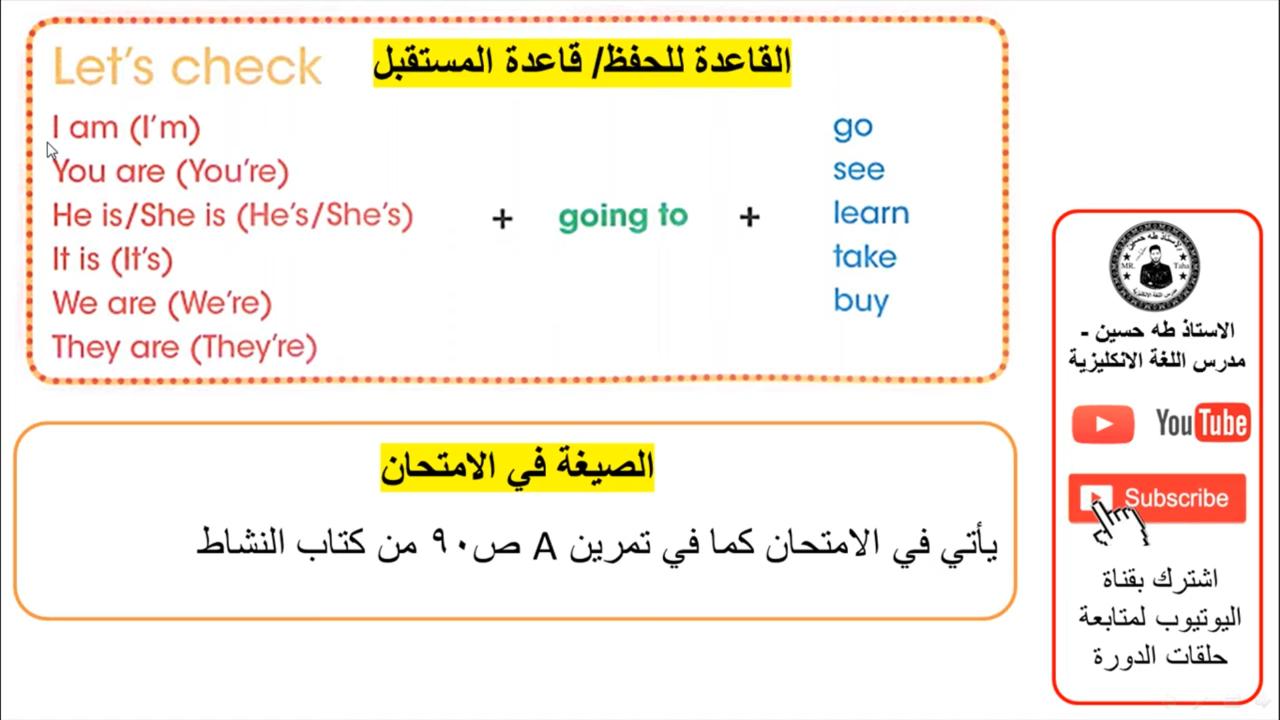 Let's check
القاعدة للحفظ/ قاعدة المستقبل
I am (I'm)
You are (You're)
He is/She is (He's/She's)
It is (It's)
We are (We're)
They are (They're)
+ going to +
go
see
learn
take
buy
الصيغة في الامتحان
يأتي في الامتحان كما في تمرين A ص٩٠ من كتاب النشاط
MR. Taha
الاستاذ طه حسين -
مدرس اللغة الانكليزية
YouTube
Subscribe
اشترك بقناة
اليوتيوب لمتابعة
حلقات الدورة